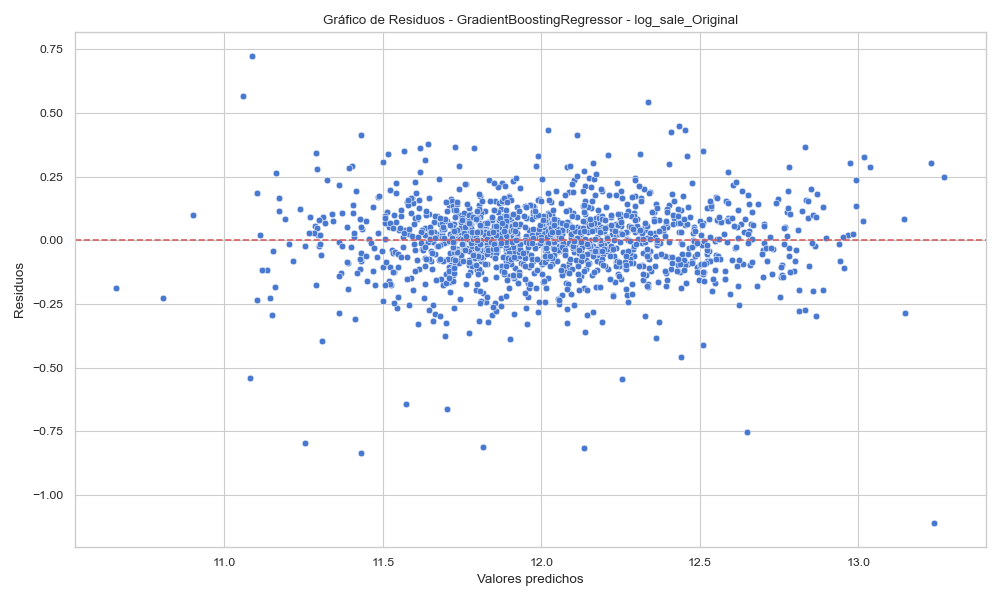 Gráfico de Residuos - GradientBoostingRegressor - log_sale_Original
Residuos
0.75
0.50
0.25
0.00
−0.25
−0.50
−0.75
−1.00
11.0 11.5 12.0 12.5 13.0
Valores predichos